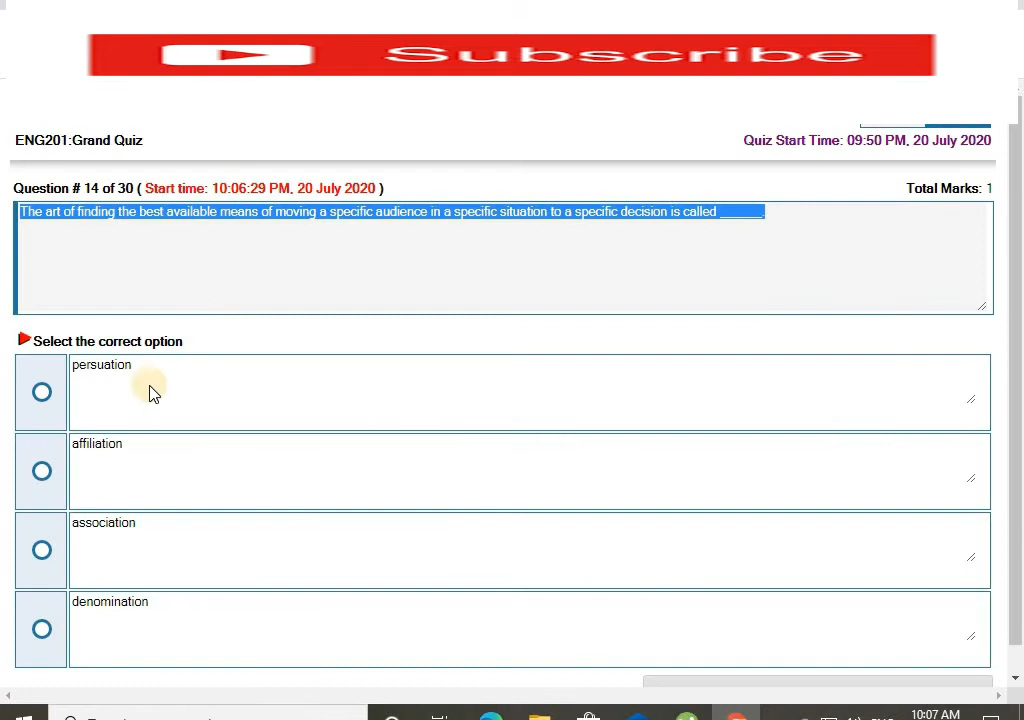 Subscribe
ENG201:Grand Quiz
Quiz Start Time: 09:50 PM, 20 July 2020
Question # 14 of 30 ( Start time: 10:06:29 PM, 20 July 2020 )
Total Marks: 1
The art of finding the best available means of moving a specific audience in a specific situation to a specific decision is called _______.
Select the correct option
persuation
affiliation
association
denomination
10:07 AM